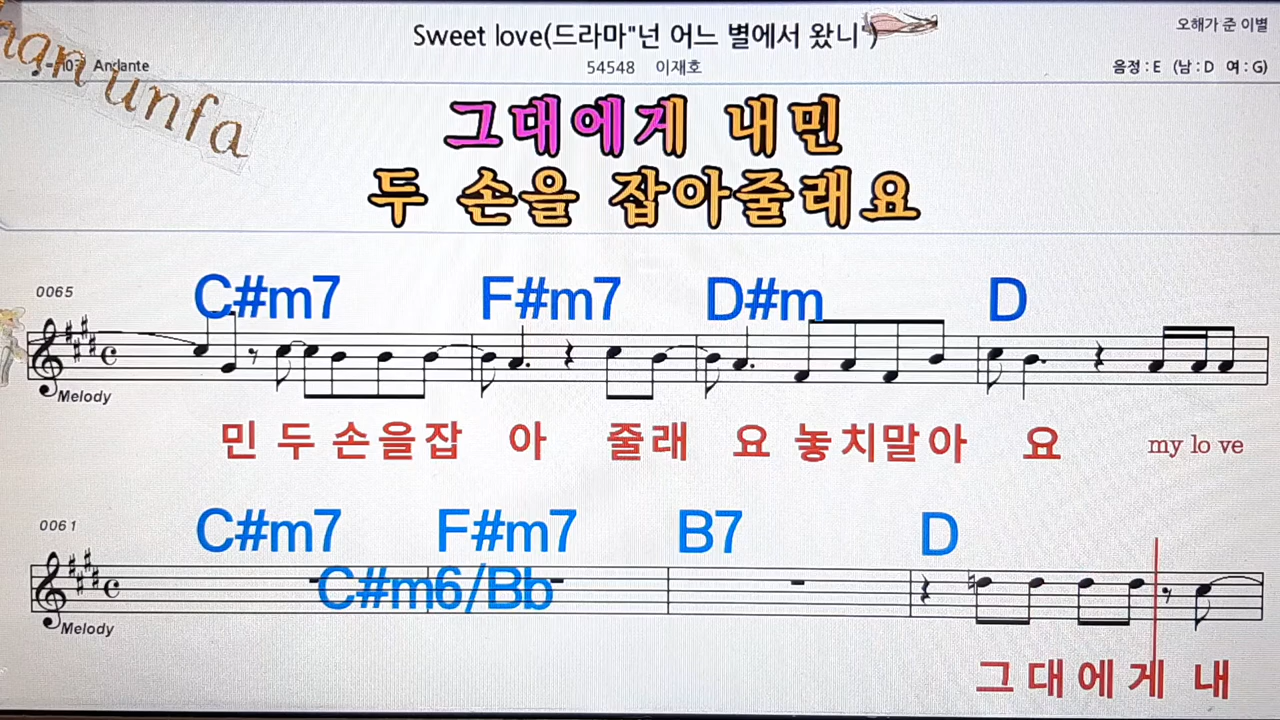 Sweet love(드라마"넌 어느 별에서 왔니")
오해가 준 이별
Andante
54548 이재호
음정 : E (남 : D 여 : G)
unfa
그대에게 내민
두 손을 잡아줄래요
0065
C#m7 F#m7 D#m D
Melody
민 두 손을잡 아 줄래 요 놓치말아 요 my lo ve
0061
C#m7 F#m7 B7 D
C#m6/Bb
Melody
그대에게 내